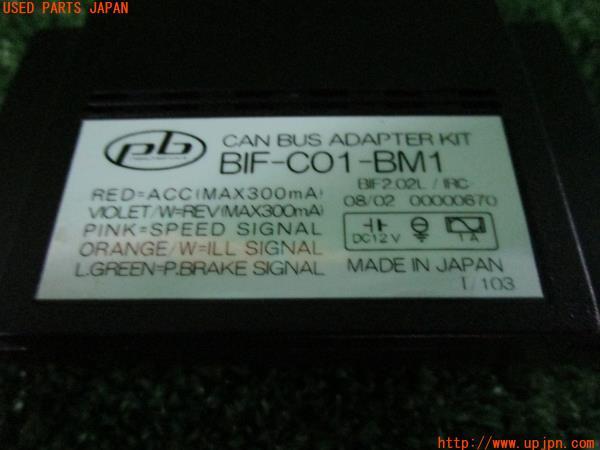 USED PARTS JAPAN
pb
CAN BUS ADAPTER KIT
BIF-C01-BM1
BIF2.02L / IRC
08/02 00000670
RED=ACC(MAX300mA)
VIOLET/W=REV(MAX300mA)
PINK=SPEED SIGNAL
ORANGE/W=ILL SIGNAL
L.GREEN=P.BRAKE SIGNAL
DC12V
1A
MADE IN JAPAN
I/103
http://www.upjpn.com/